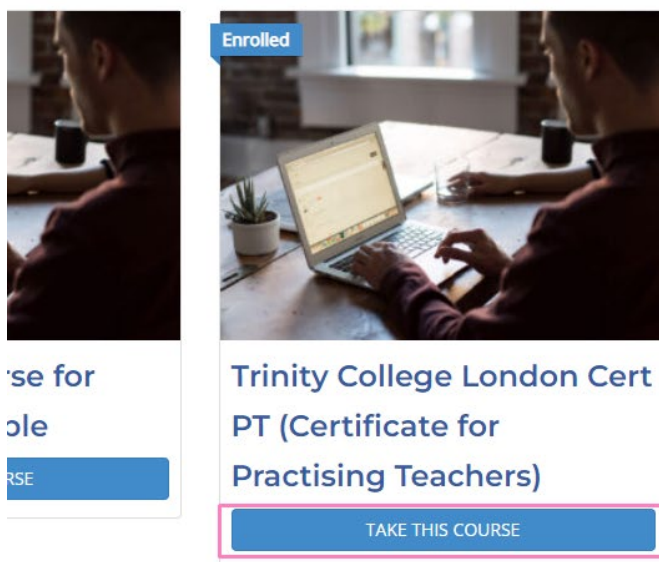 Enrolled
rse for
ple
RSE
Trinity College London Cert
PT (Certificate for
Practising Teachers)
TAKE THIS COURSE